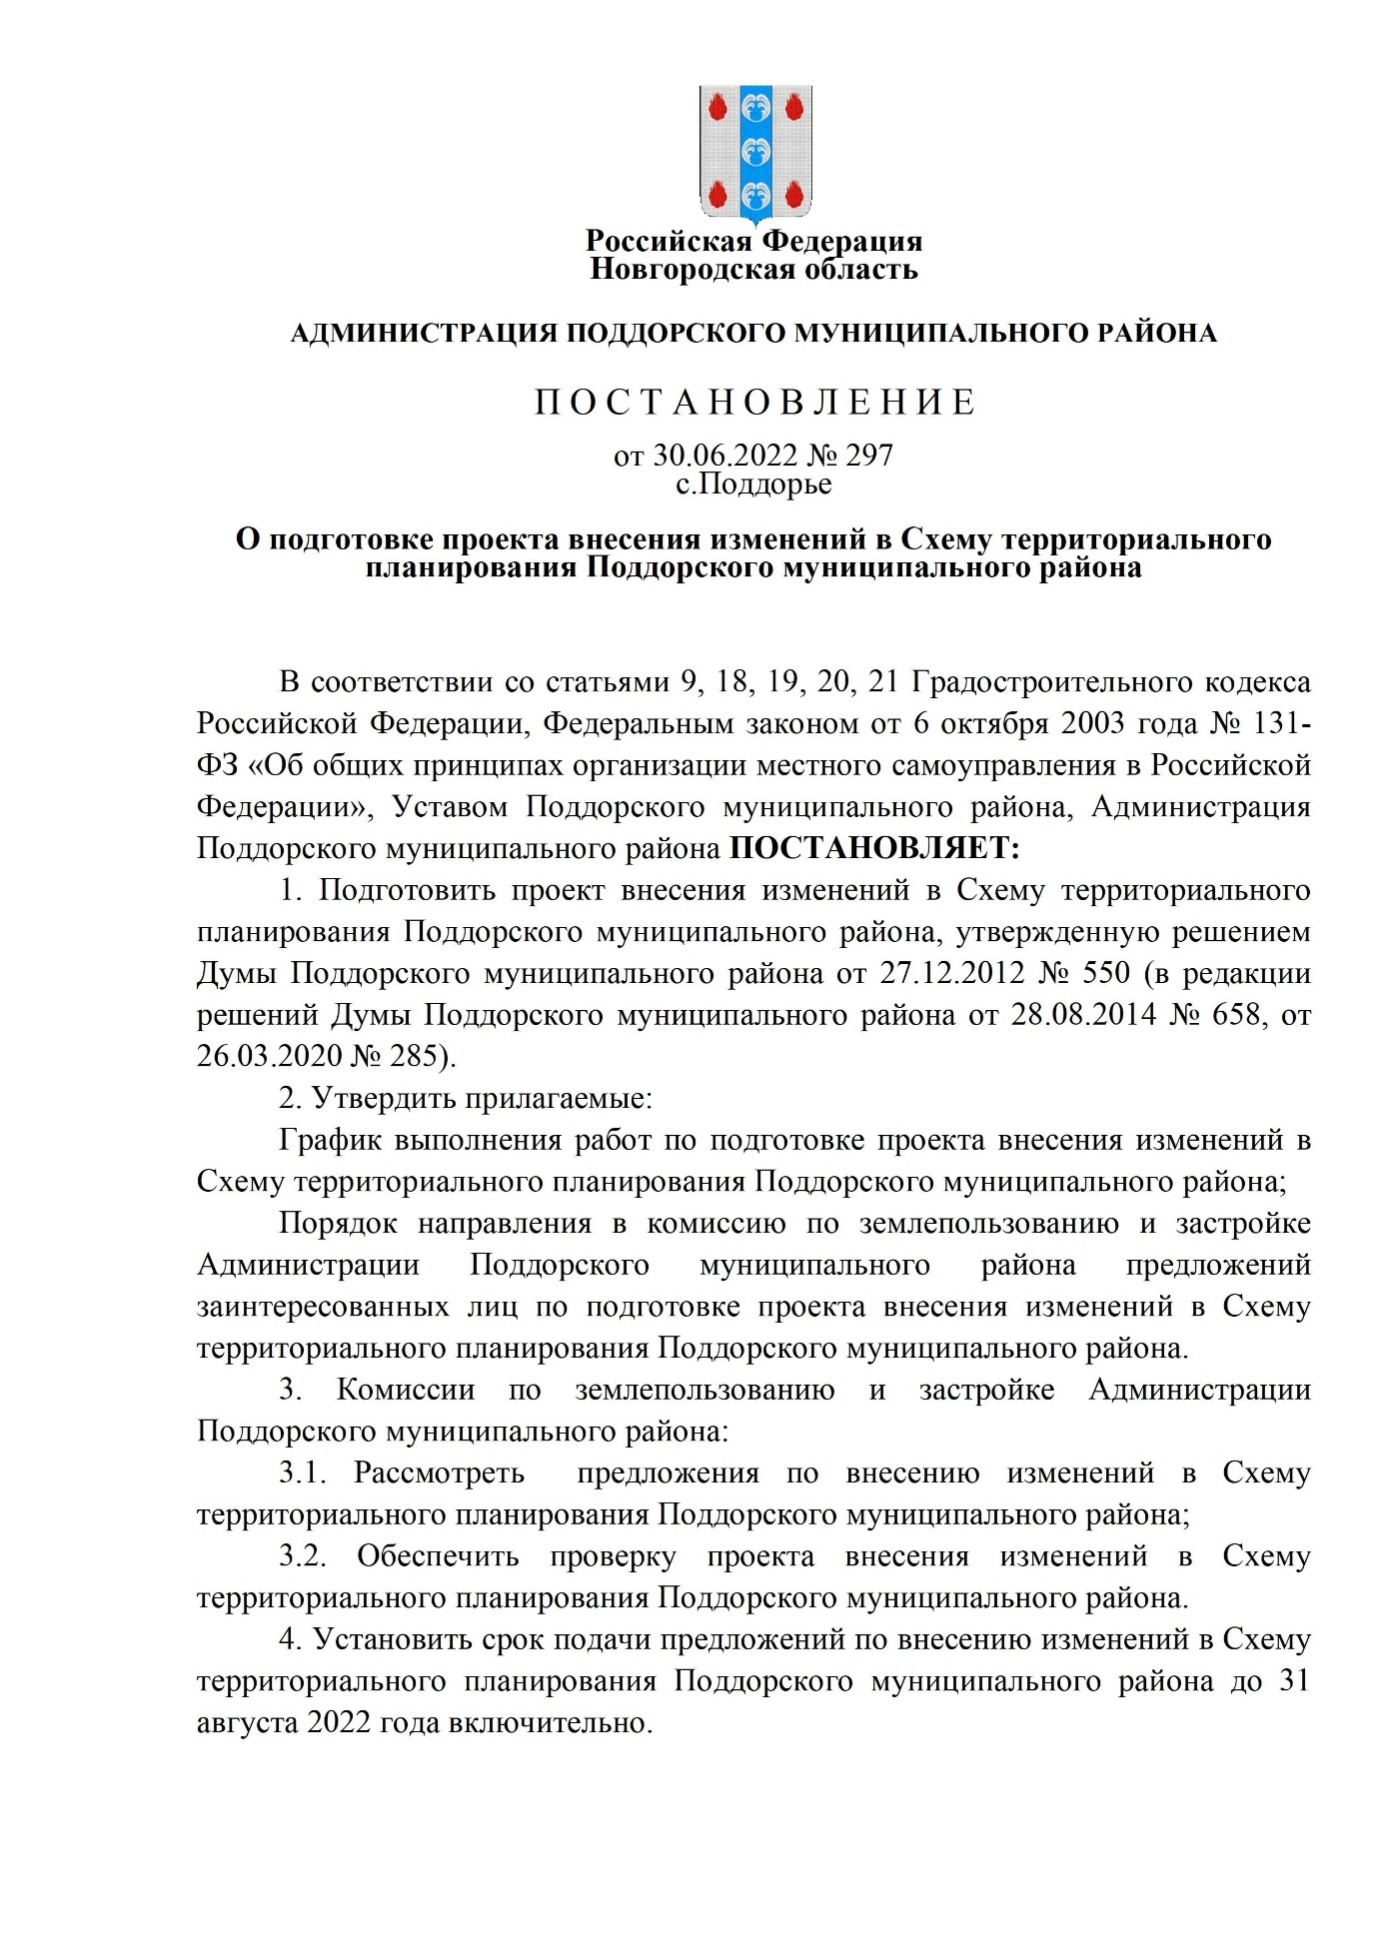 Российская Федерация
Новгородская область
АДМИНИСТРАЦИЯ ПОДДОРСКОГО МУНИЦИПАЛЬНОГО РАЙОНА
П О С Т А Н О В Л Е Н И Е
от 30.06.2022 № 297
с.Поддорье
О подготовке проекта внесения изменений в Схему территориального
планирования Поддорского муниципального района
В соответствии со статьями 9, 18, 19, 20, 21 Градостроительного кодекса
Российской Федерации, Федеральным законом от 6 октября 2003 года № 131-
ФЗ «Об общих принципах организации местного самоуправления в Российской
Федерации», Уставом Поддорского муниципального района, Администрация
Поддорского муниципального района ПОСТАНОВЛЯЕТ:
1. Подготовить проект внесения изменений в Схему территориального
планирования Поддорского муниципального района, утвержденную решением
Думы Поддорского муниципального района от 27.12.2012 № 550 (в редакции
решений Думы Поддорского муниципального района от 28.08.2014 № 658, от
26.03.2020 № 285).
2. Утвердить прилагаемые:
График выполнения работ по подготовке проекта внесения изменений в
Схему территориального планирования Поддорского муниципального района;
Порядок направления в комиссию по землепользованию и застройке
Администрации Поддорского муниципального района предложений
заинтересованных лиц по подготовке проекта внесения изменений в Схему
территориального планирования Поддорского муниципального района.
3. Комиссии по землепользованию и застройке Администрации
Поддорского муниципального района:
3.1. Рассмотреть предложения по внесению изменений в Схему
территориального планирования Поддорского муниципального района;
3.2. Обеспечить проверку проекта внесения изменений в Схему
территориального планирования Поддорского муниципального района.
4. Установить срок подачи предложений по внесению изменений в Схему
территориального планирования Поддорского муниципального района до 31
августа 2022 года включительно.